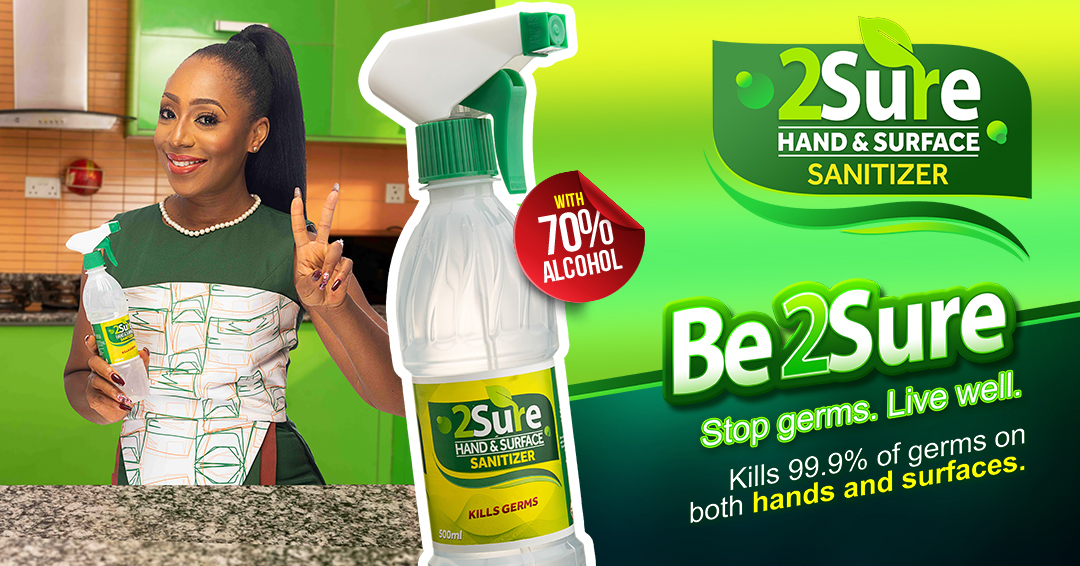 2Sure
HAND & SURFACE
SANITIZER
WITH
70%
ALCOHOL
2Sure
HAND & SURFACE
SANITIZER
KILLS GERMS
500ml
Be 2Sure
Stop germs. Live well.
Kills 99.9% of germs on
both hands and surfaces.